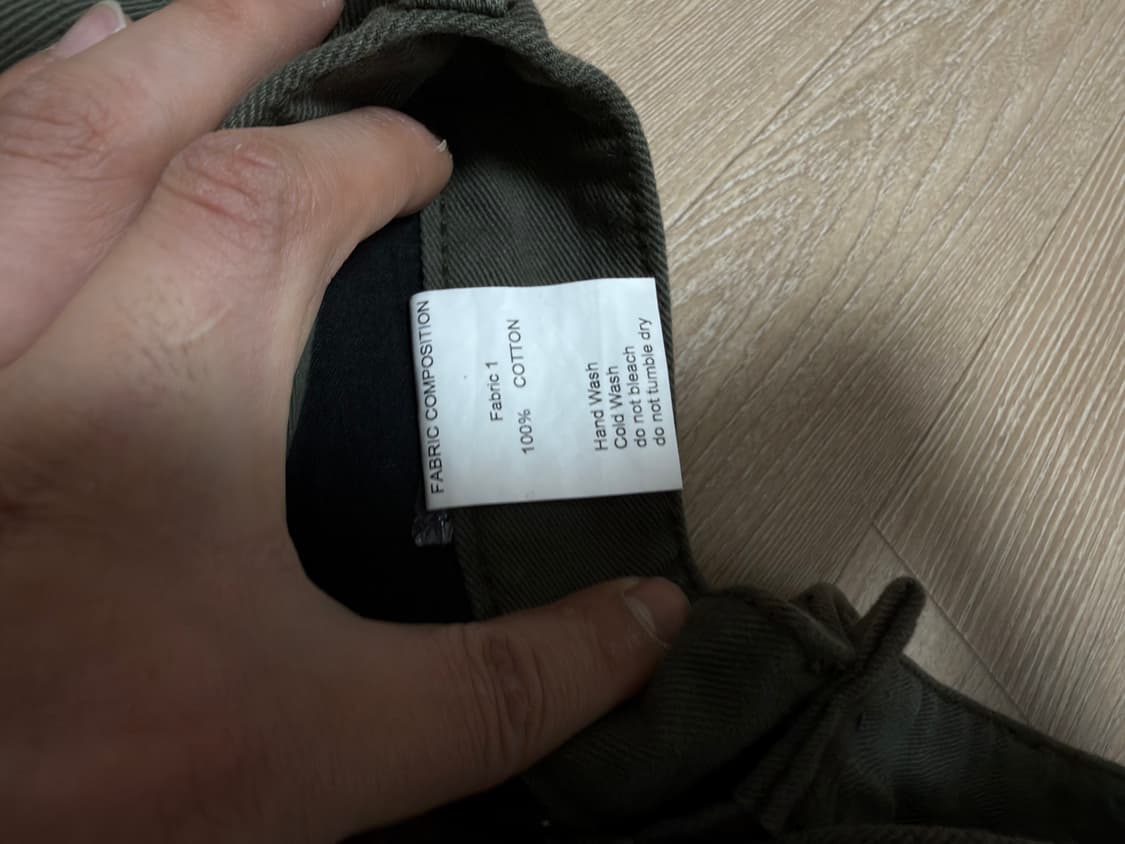 FABRIC COMPOSITION
Fabric 1
100% COTTON
Hand Wash
Cold Wash
do not bleach
do not tumble dry